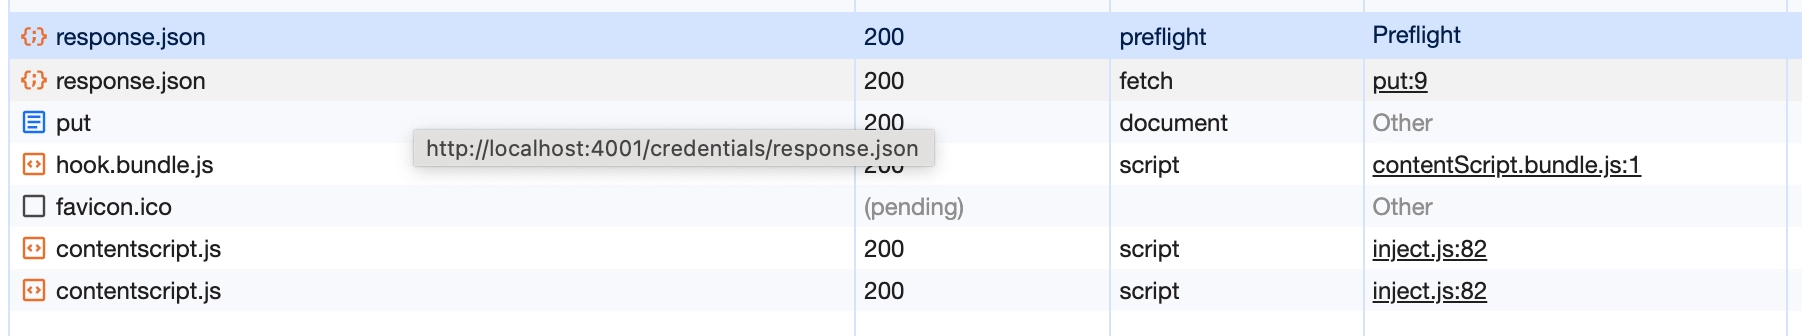 response.json 200 preflight Preflight
response.json 200 fetch put:9
put 200 document Other
http://localhost:4001/credentials/response.json
hook.bundle.js 200 script contentScript.bundle.js:1
favicon.ico (pending) Other
contentscript.js 200 script inject.js:82
contentscript.js 200 script inject.js:82